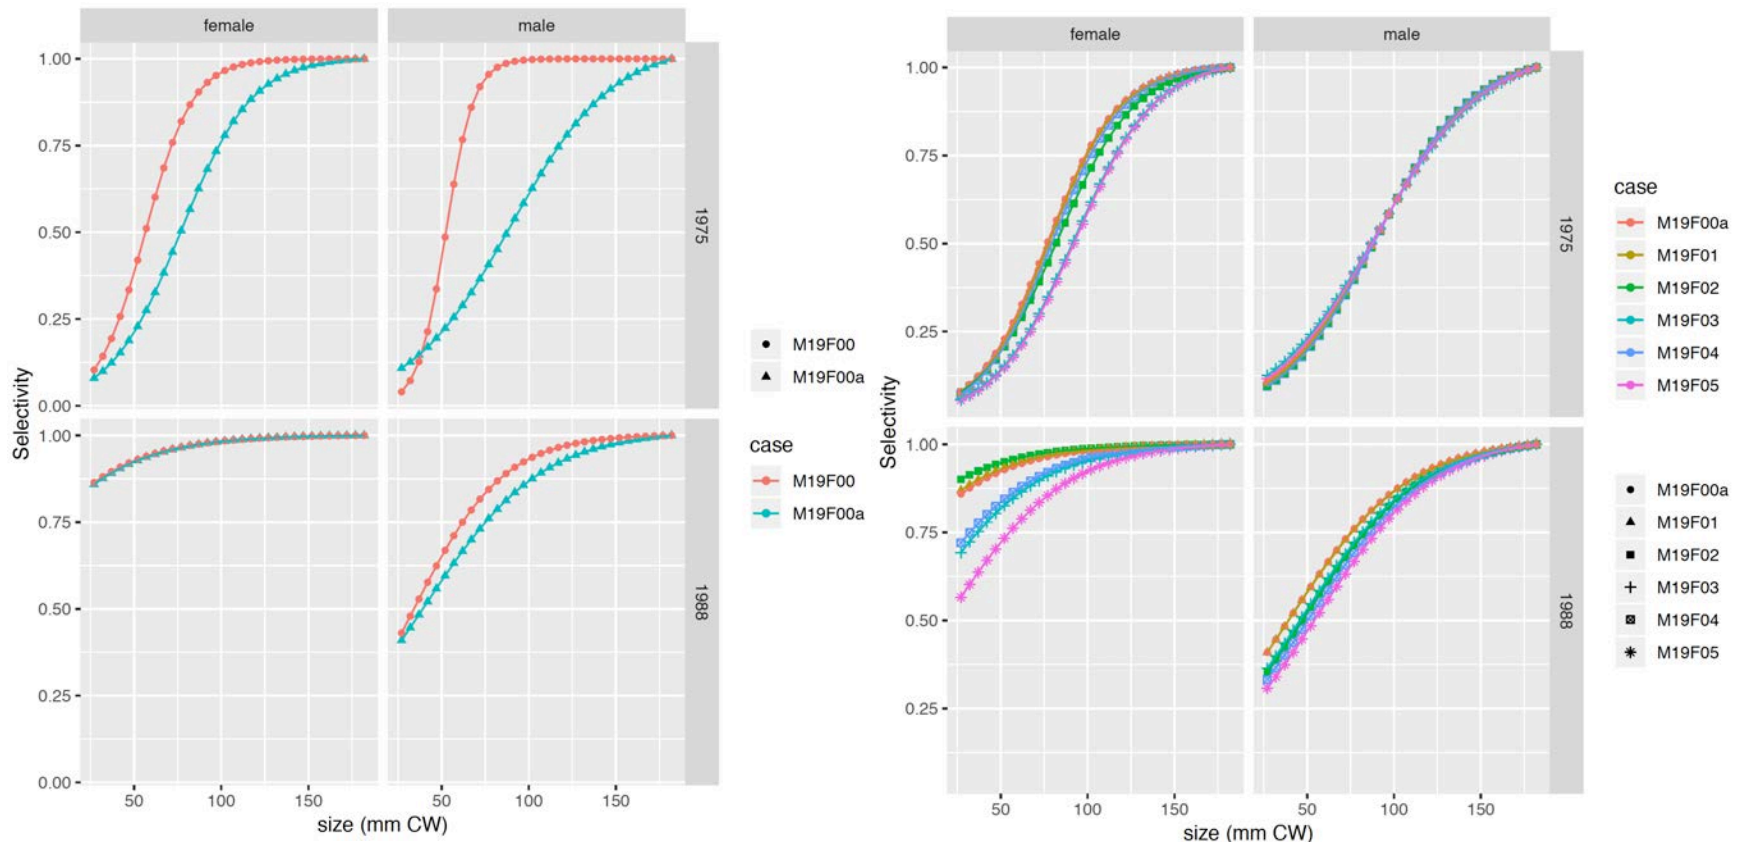 female
male
1.00
0.75
0.50
0.25
0.00
1975
1.00
0.75
0.50
0.25
0.00
1988
50
100
150
50
100
150
size (mm CW)
Selectivity
M19F00
M19F00a
case
M19F00
M19F00a
female
male
1.00
0.75
0.50
0.25
1975
1.00
0.75
0.50
0.25
1988
50
100
150
50
100
150
size (mm CW)
Selectivity
case
M19F00a
M19F01
M19F02
M19F03
M19F04
M19F05
M19F00a
M19F01
M19F02
M19F03
M19F04
M19F05